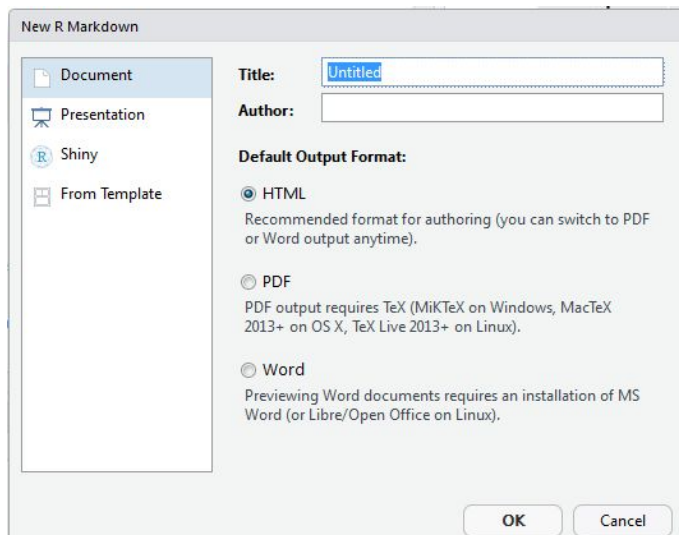 New R Markdown
Document
Presentation
R Shiny
From Template
Title: Untitled
Author:
Default Output Format:
HTML
Recommended format for authoring (you can switch to PDF
or Word output anytime).
PDF
PDF output requires TeX (MiKTeX on Windows, MacTeX
2013+ on OS X, TeX Live 2013+ on Linux).
Word
Previewing Word documents requires an installation of MS
Word (or Libre/Open Office on Linux).
OK Cancel